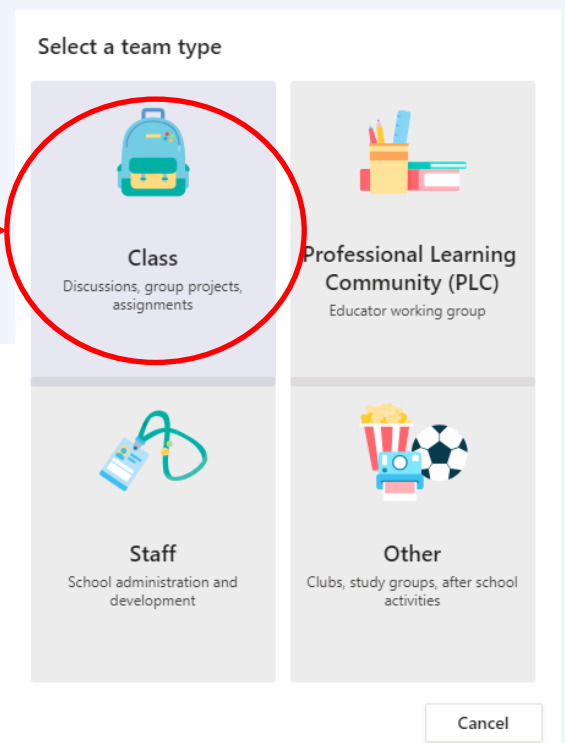 Select a team type
Class
Discussions, group projects,
assignments
Professional Learning
Community (PLC)
Educator working group
Staff
School administration and
development
Other
Clubs, study groups, after school
activities
Cancel